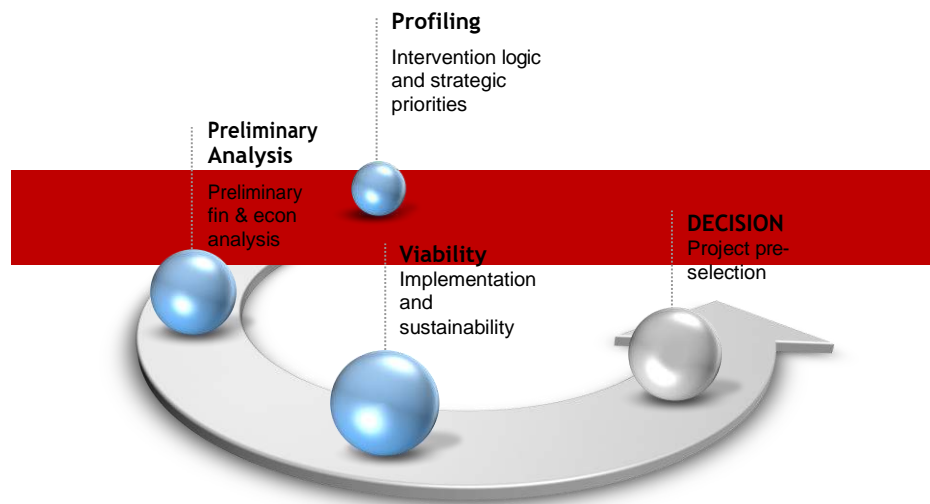 Profiling
Intervention logic
and strategic
priorities
Preliminary
Analysis
Preliminary
fin & econ
analysis
Viability
Implementation
and
sustainability
DECISION
Project pre-
selection